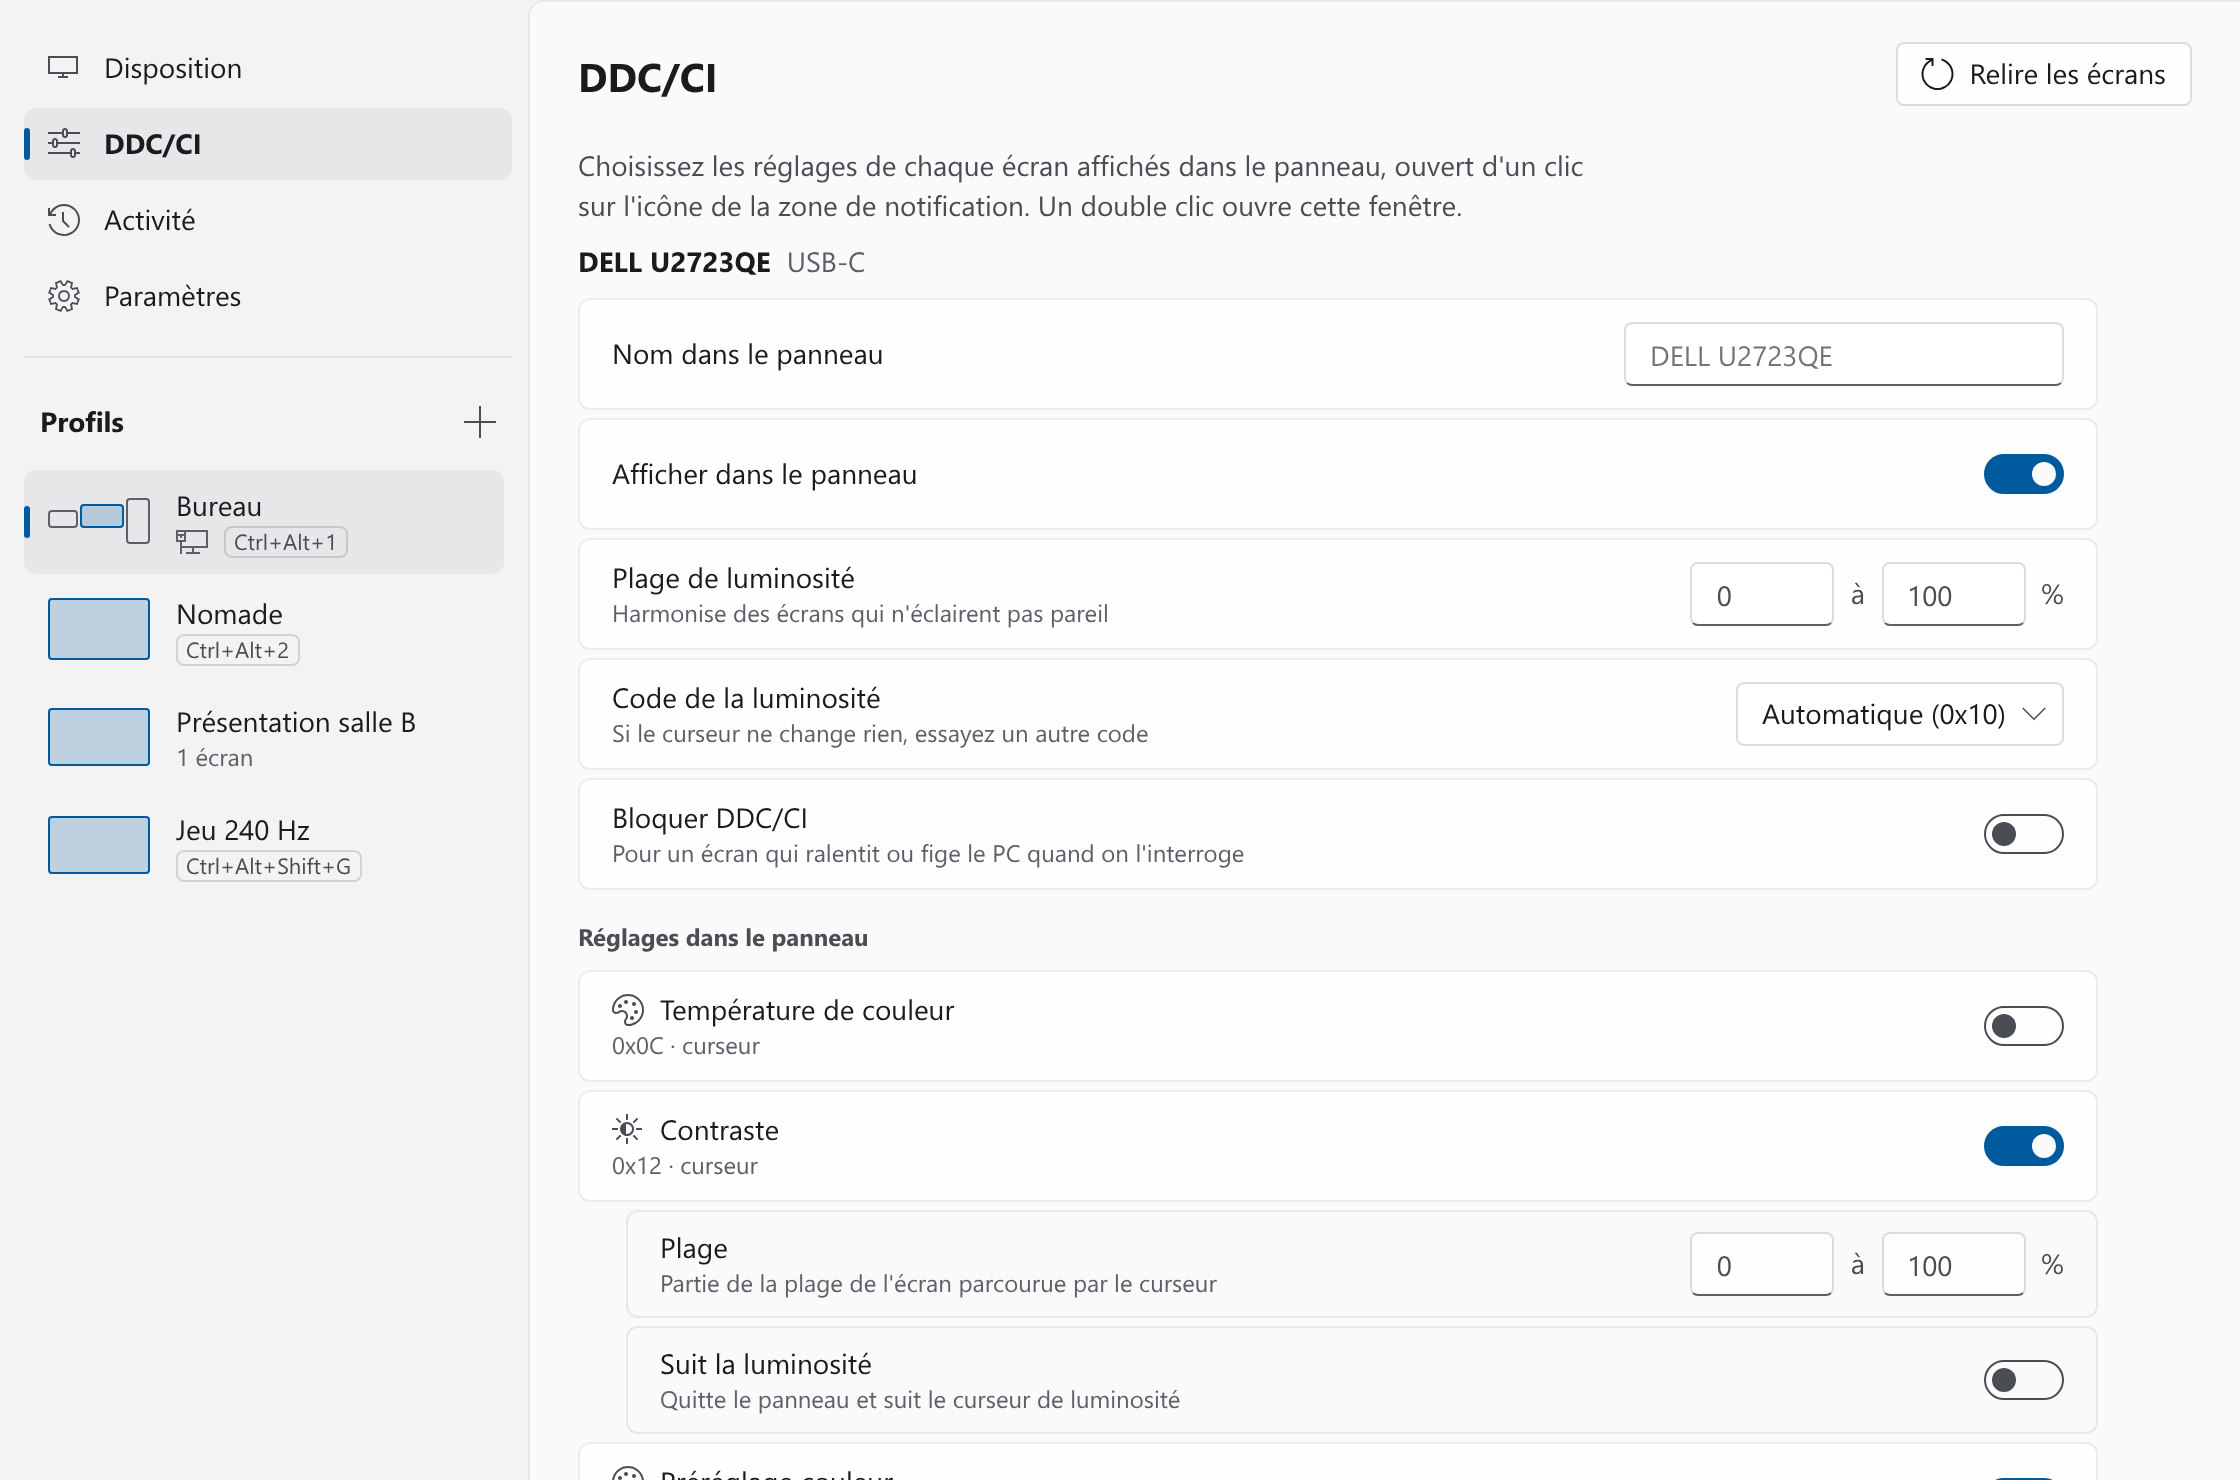 Disposition
DDC/CI
Activité
Paramètres
Profils
Bureau
Ctrl+Alt+1
Nomade
Ctrl+Alt+2
Présentation salle B
1 écran
Jeu 240 Hz
Ctrl+Alt+Shift+G
DDC/CI
Relire les écrans
Choisissez les réglages de chaque écran affichés dans le panneau, ouvert d'un clic
sur l'icône de la zone de notification. Un double clic ouvre cette fenêtre.
DELL U2723QE USB-C
Nom dans le panneau
DELL U2723QE
Afficher dans le panneau
Plage de luminosité
Harmonise des écrans qui n'éclairent pas pareil
0 à 100 %
Code de la luminosité
Si le curseur ne change rien, essayez un autre code
Automatique (0x10)
Bloquer DDC/CI
Pour un écran qui ralentit ou fige le PC quand on l'interroge
Réglages dans le panneau
Température de couleur
0x0C · curseur
Contraste
0x12 · curseur
Plage
Partie de la plage de l'écran parcourue par le curseur
0 à 100 %
Suit la luminosité
Quitte le panneau et suit le curseur de luminosité
Préréglage couleur